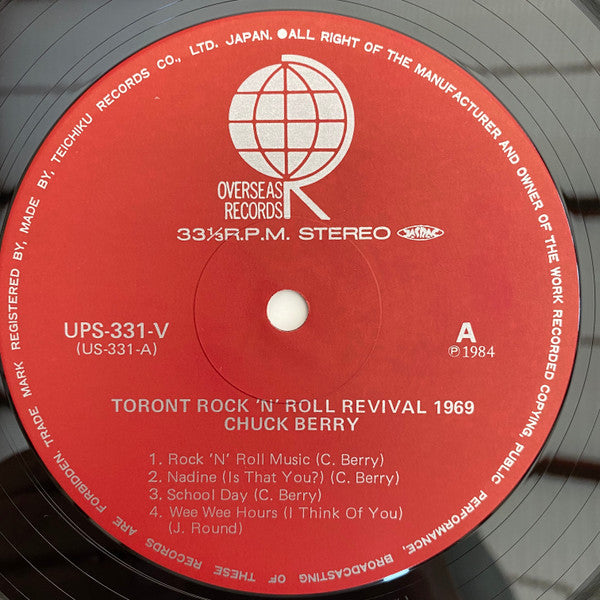 TRADE MARK REGISTERED BY, MADE BY, TEICHIKU RECORDS CO., LTD. JAPAN. ●ALL RIGHT OF THE MANUFACTURER AND OWNER OF THE WORK RECORDED COPYING, PUBLIC PERFORMANCE, BROADCASTING OF THESE RECORDS ARE FORBIDDEN,
OVERSEAS
RECORDS
33⅓R.P.M. STEREO JASRAC
UPS-331-V
(US-331-A)
A
℗1984
TORONT ROCK 'N' ROLL REVIVAL 1969
CHUCK BERRY
1. Rock 'N' Roll Music (C. Berry)
2. Nadine (Is That You?) (C. Berry)
3. School Day (C. Berry)
4. Wee Wee Hours (I Think Of You)
(J. Round)